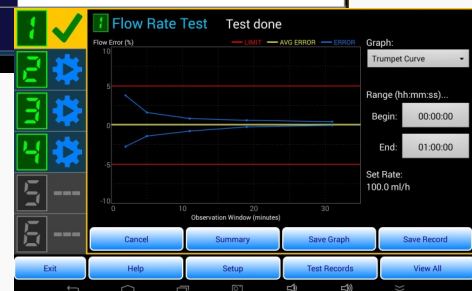 1 Flow Rate Test Test done
Flow Error (%)
LIMIT AVG ERROR ERROR
10
5
0
-5
-10
0 10 20 30
Observation Window (minutes)
Graph:
Trumpet Curve
Range (hh:mm:ss)...
Begin: 00:00:00
End: 01:00:00
Set Rate:
100.0 ml/h
1
2
3
4
5 ---
6 ---
Cancel Summary Save Graph Save Record
Exit Help Setup Test Records View All